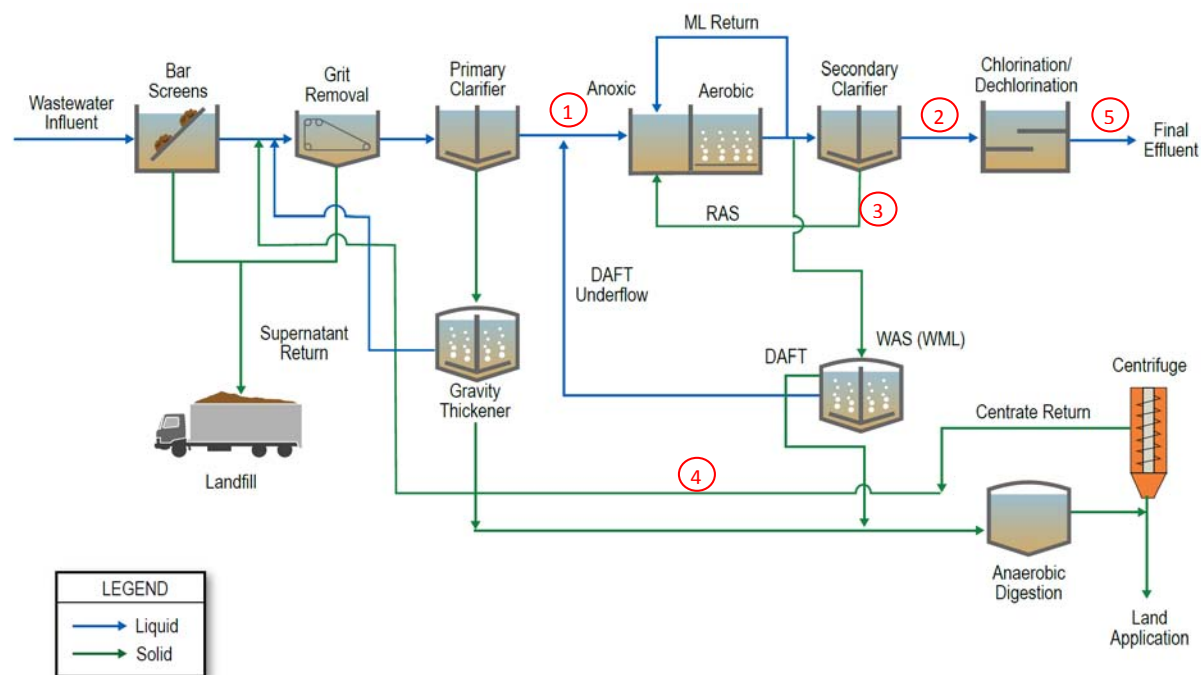 ML Return
Bar
Screens
Grit
Removal
Primary
Clarifier
Anoxic
Aerobic
Secondary
Clarifier
Chlorination/
Dechlorination
Wastewater
Influent
1
2
5
Final
Effluent
RAS
3
DAFT
Underflow
Supernatant
Return
Gravity
Thickener
DAFT
WAS (WML)
Centrifuge
Centrate Return
Landfill
4
Anaerobic
Digestion
Land
Application
LEGEND
Liquid
Solid